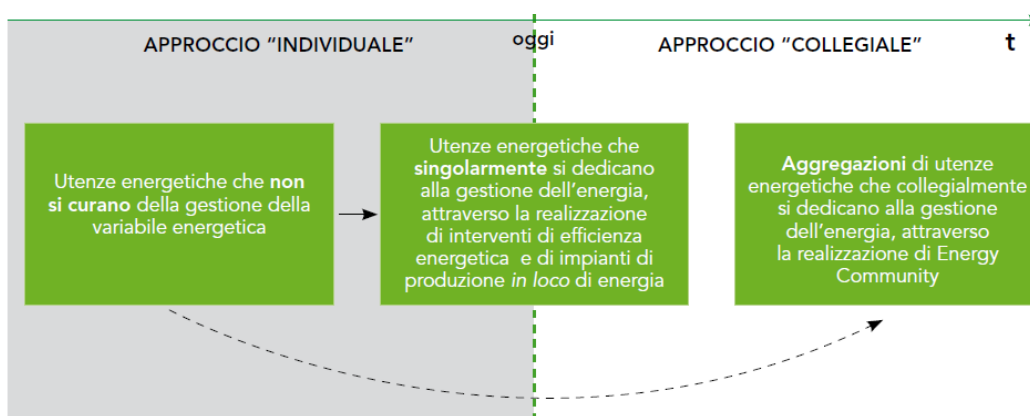 APPROCCIO “INDIVIDUALE”
oggi
APPROCCIO “COLLEGIALE”
t
Utenze energetiche che non
si curano della gestione della
variabile energetica
Utenze energetiche che
singolarmente si dedicano
alla gestione dell’energia,
attraverso la realizzazione
di interventi di efficienza
energetica e di impianti di
produzione in loco di energia
Aggregazioni di utenze
energetiche che collegialmente
si dedicano alla gestione
dell’energia, attraverso
la realizzazione di Energy
Community